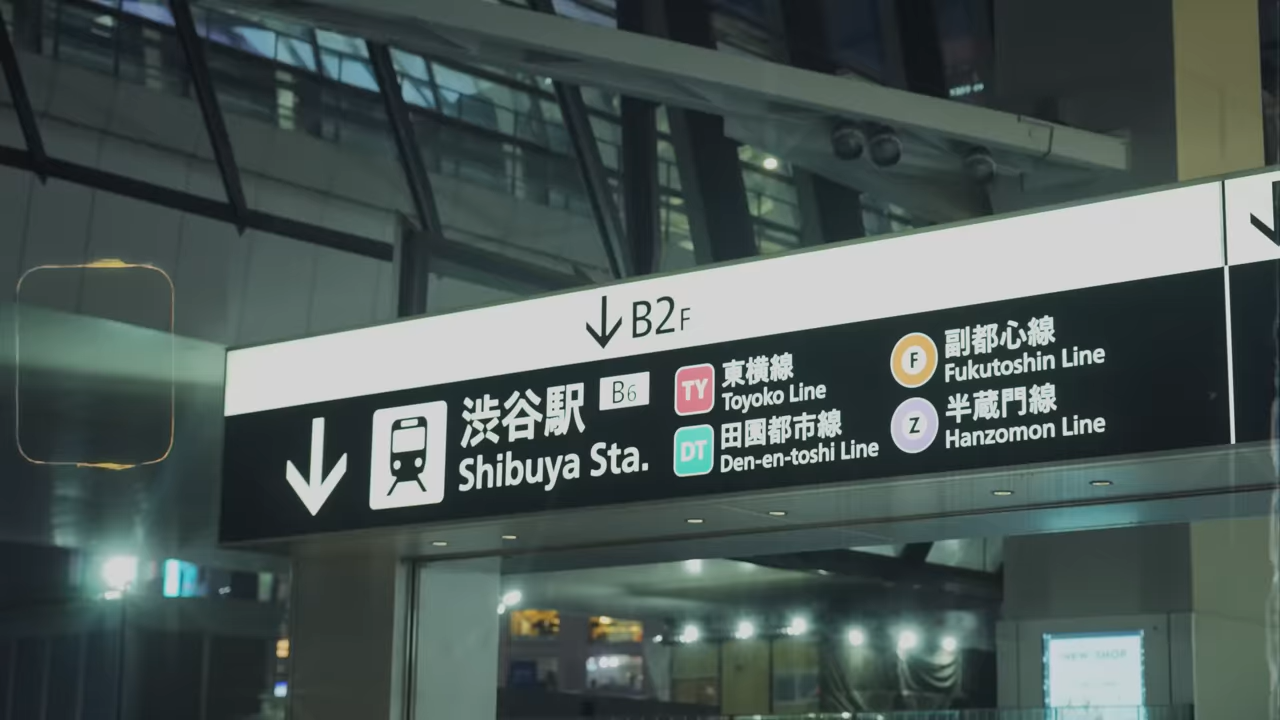 B2F
渋谷駅 B6
Shibuya Sta.
TY 東横線
Toyoko Line
DT 田園都市線
Den-en-toshi Line
F 副都心線
Fukutoshin Line
Z 半蔵門線
Hanzomon Line